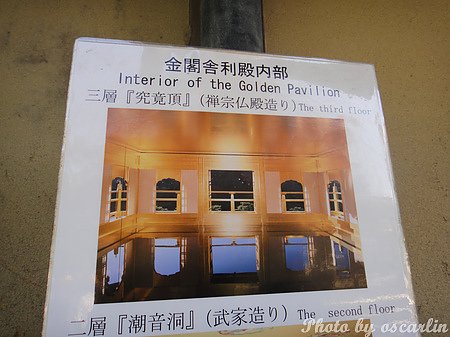 金閣舎利殿内部
Interior of the Golden Pavilion
三層『究竟頂』(禅宗仏殿造り)The third floor
二層『潮音洞』(武家造り) The second floor
Photo by oscarlin